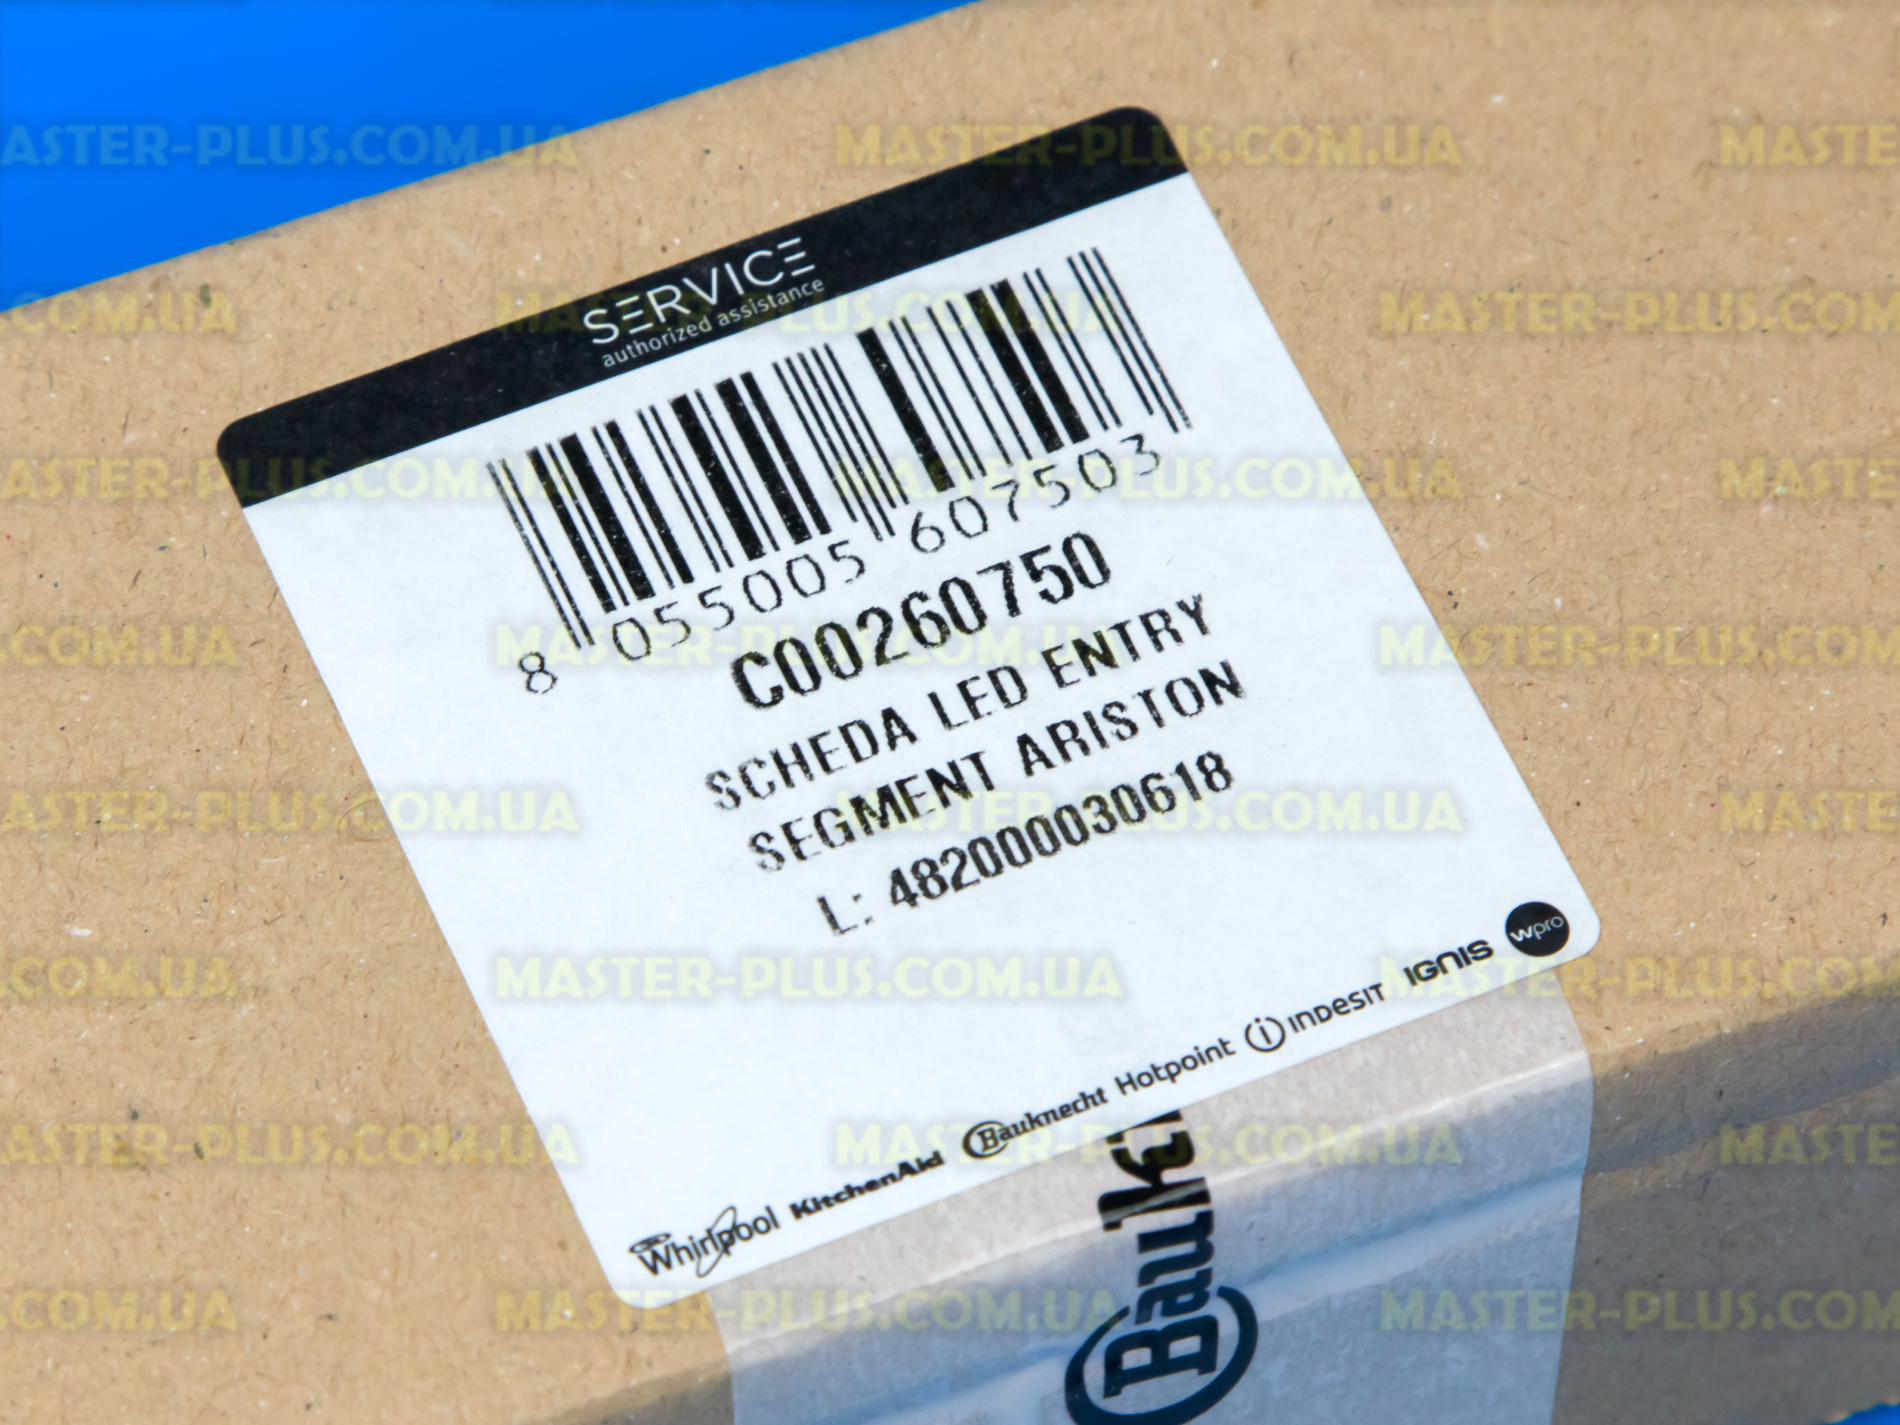 SERVICE
authorized assistance
8 055005 607503
C00260750
SCHEDA LED ENTRY
SEGMENT ARISTON
L: 482000030618
Whirlpool KitchenAid Bauknecht Hotpoint indesit IGNIS wpro
MASTER-PLUS.COM.UA